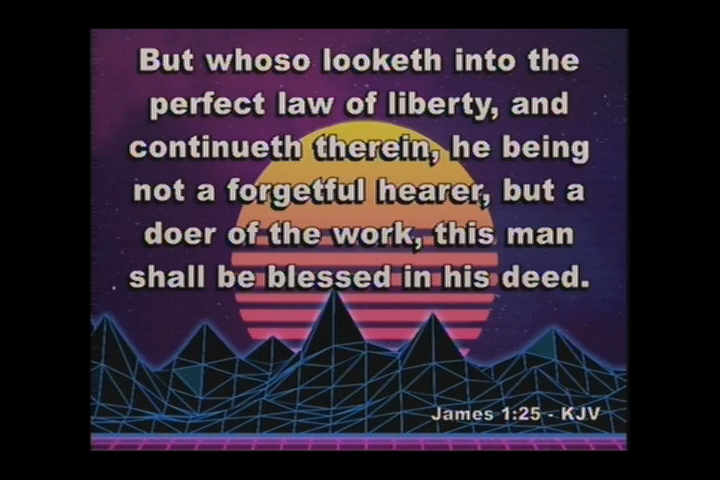 But whoso looketh into the
perfect law of liberty, and
continueth therein, he being
not a forgetful hearer, but a
doer of the work, this man
shall be blessed in his deed.
James 1:25 - KJV